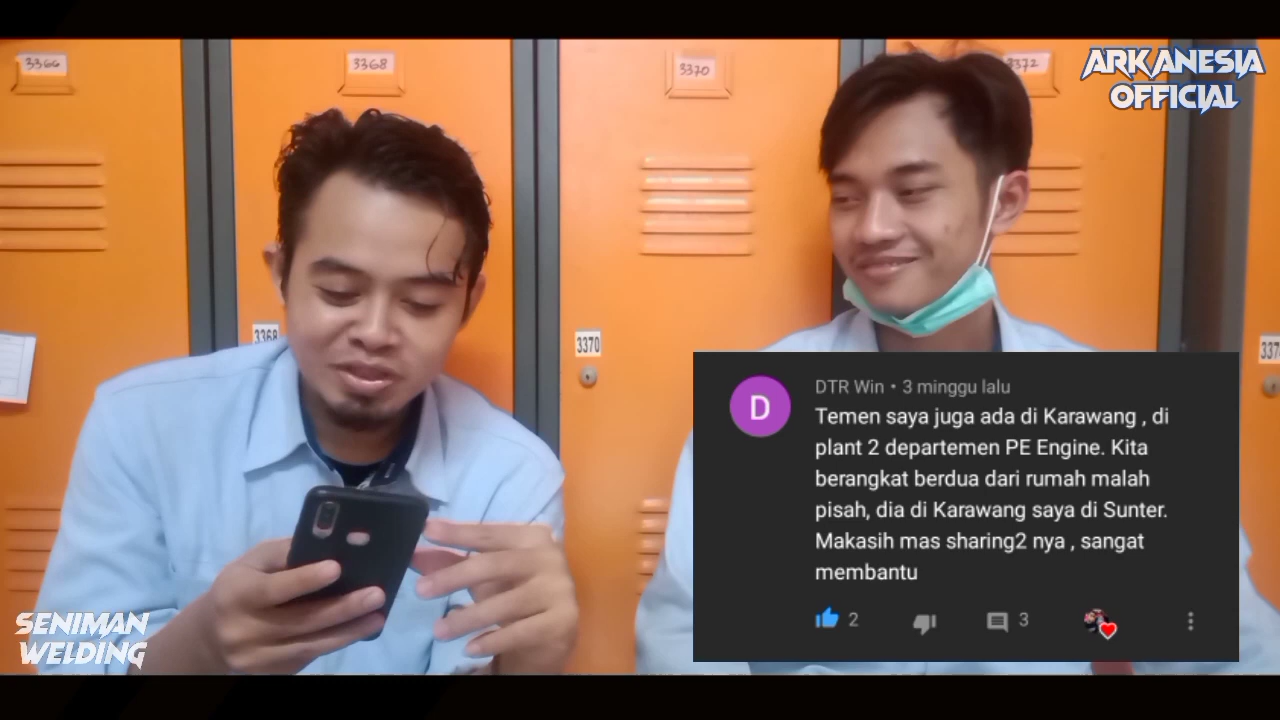 3366
3368
3370
3372
ARKANESIA
OFFICIAL
3368
3370
337
DTR Win • 3 minggu lalu
Temen saya juga ada di Karawang , di
plant 2 departemen PE Engine. Kita
berangkat berdua dari rumah malah
pisah, dia di Karawang saya di Sunter.
Makasih mas sharing2 nya , sangat
membantu
2
3
D
SENIMAN
WELDING